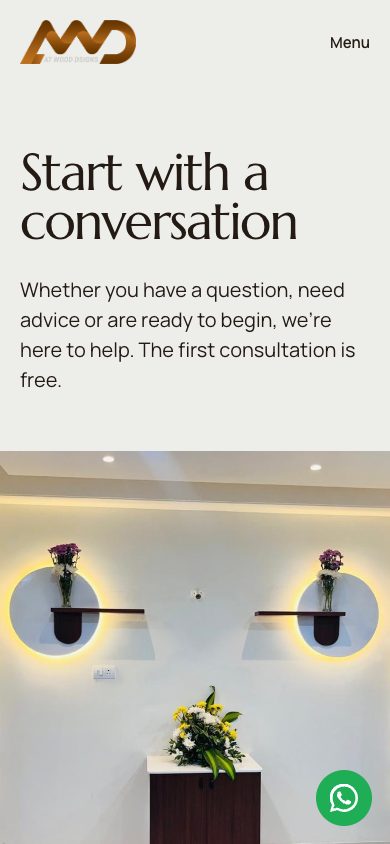 AT WOOD DSIGNS
Menu
Start with a
conversation
Whether you have a question, need
advice or are ready to begin, we're
here to help. The first consultation is
free.